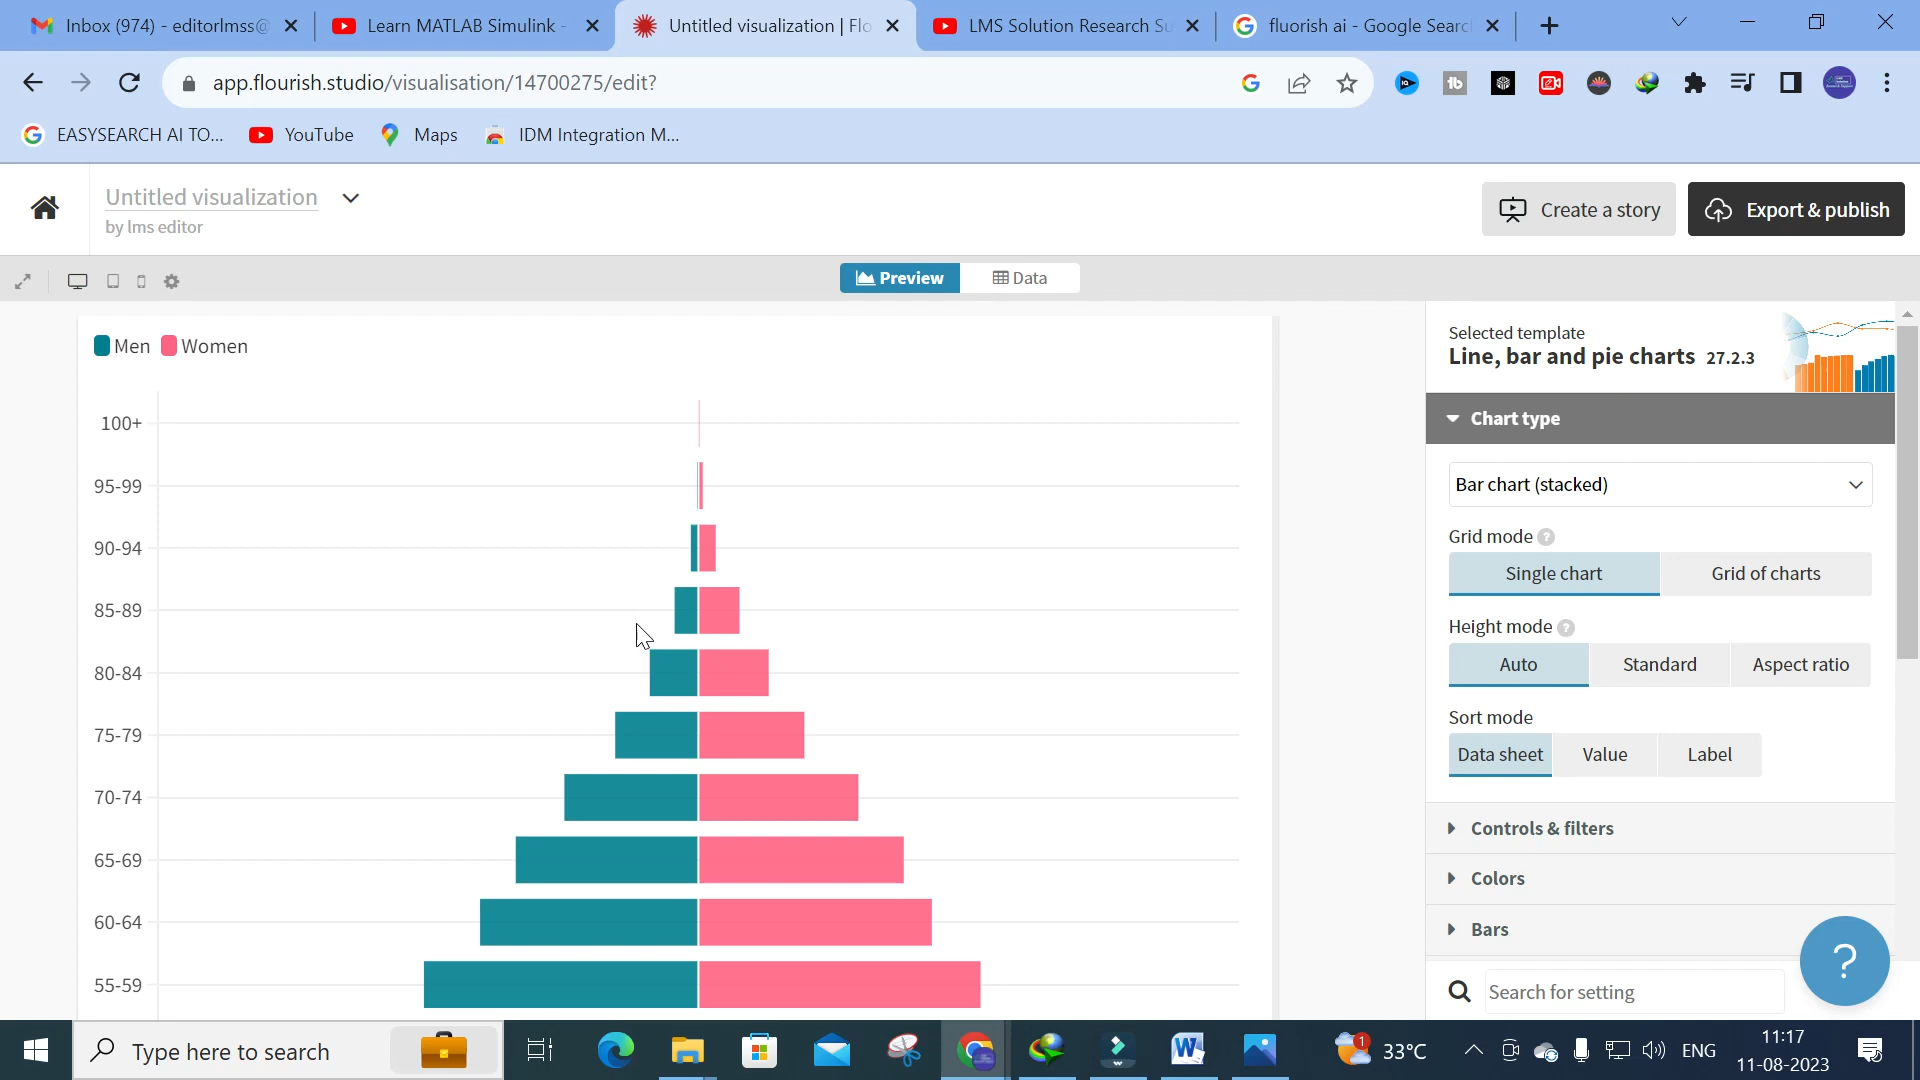 Inbox (974) - editorlmss@
Learn MATLAB Simulink -
Untitled visualization | Flo
LMS Solution Research Su
fluorish ai - Google Searc
app.flourish.studio/visualisation/14700275/edit?
EASYSEARCH AI TO...
YouTube
Maps
IDM Integration M...
Untitled visualization
by lms editor
Create a story
Export & publish
Preview
Data
Men
Women
100+
95-99
90-94
85-89
80-84
75-79
70-74
65-69
60-64
55-59
Selected template
Line, bar and pie charts 27.2.3
Chart type
Bar chart (stacked)
Grid mode ?
Single chart
Grid of charts
Height mode ?
Auto
Standard
Aspect ratio
Sort mode
Data sheet
Value
Label
Controls & filters
Colors
Bars
?
Search for setting
Type here to search
1
33°C
ENG
11:17
11-08-2023